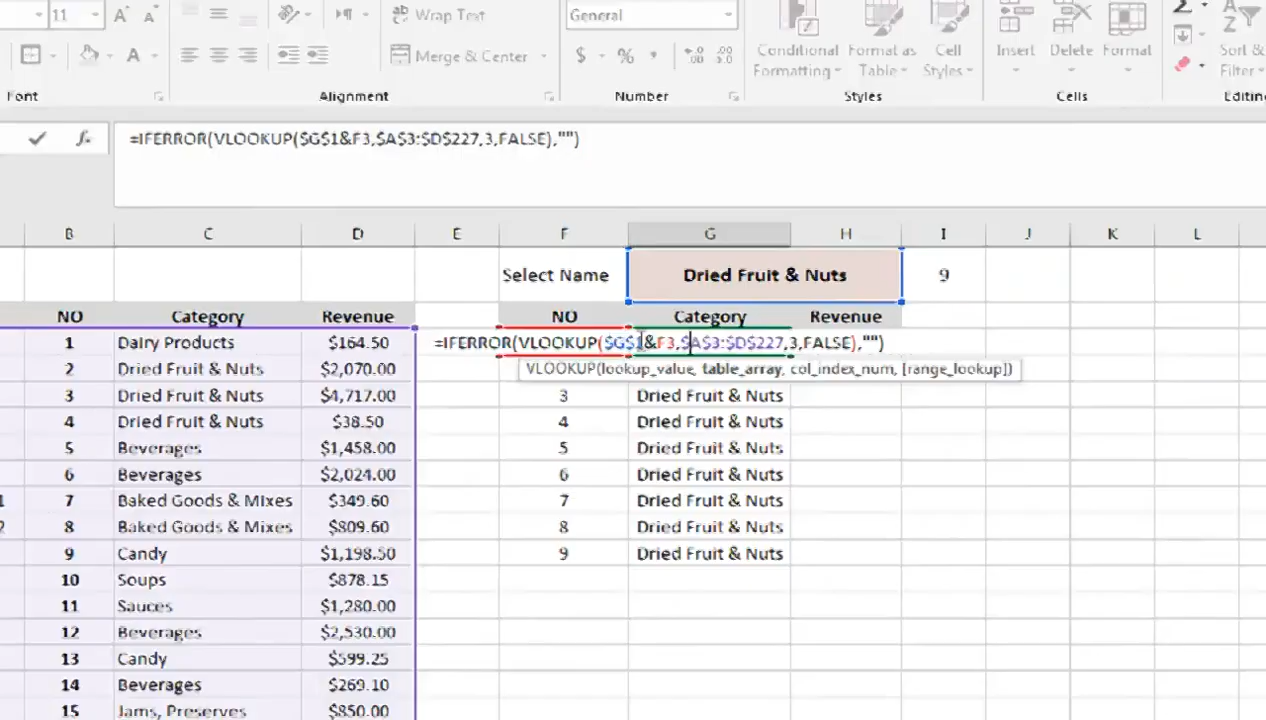 11 A A Wrap Text General
A Merge & Center $ % Conditional Formatting Format as Table Cell Styles Insert Delete Format Sort & Filter
Font Alignment Number Styles Cells Editing
fx =IFERROR(VLOOKUP($G$1&F3,$A$3:$D$227,3,FALSE),"")
B C D E F G H I J K L
Select Name Dried Fruit & Nuts 9
NO Category Revenue NO Category Revenue
1 Dairy Products $164.50 =IFERROR(VLOOKUP($G$1&F3,$A$3:$D$227,3,FALSE),"")
2 Dried Fruit & Nuts $2,070.00 VLOOKUP(lookup_value, table_array, col_index_num, [range_lookup])
3 Dried Fruit & Nuts $4,717.00 3 Dried Fruit & Nuts
4 Dried Fruit & Nuts $38.50 4 Dried Fruit & Nuts
5 Beverages $1,458.00 5 Dried Fruit & Nuts
6 Beverages $2,024.00 6 Dried Fruit & Nuts
1 7 Baked Goods & Mixes $349.60 7 Dried Fruit & Nuts
2 8 Baked Goods & Mixes $809.60 8 Dried Fruit & Nuts
9 Candy $1,198.50 9 Dried Fruit & Nuts
10 Soups $878.15
11 Sauces $1,280.00
12 Beverages $2,530.00
13 Candy $599.25
14 Beverages $269.10
15 Jams, Preserves $850.00